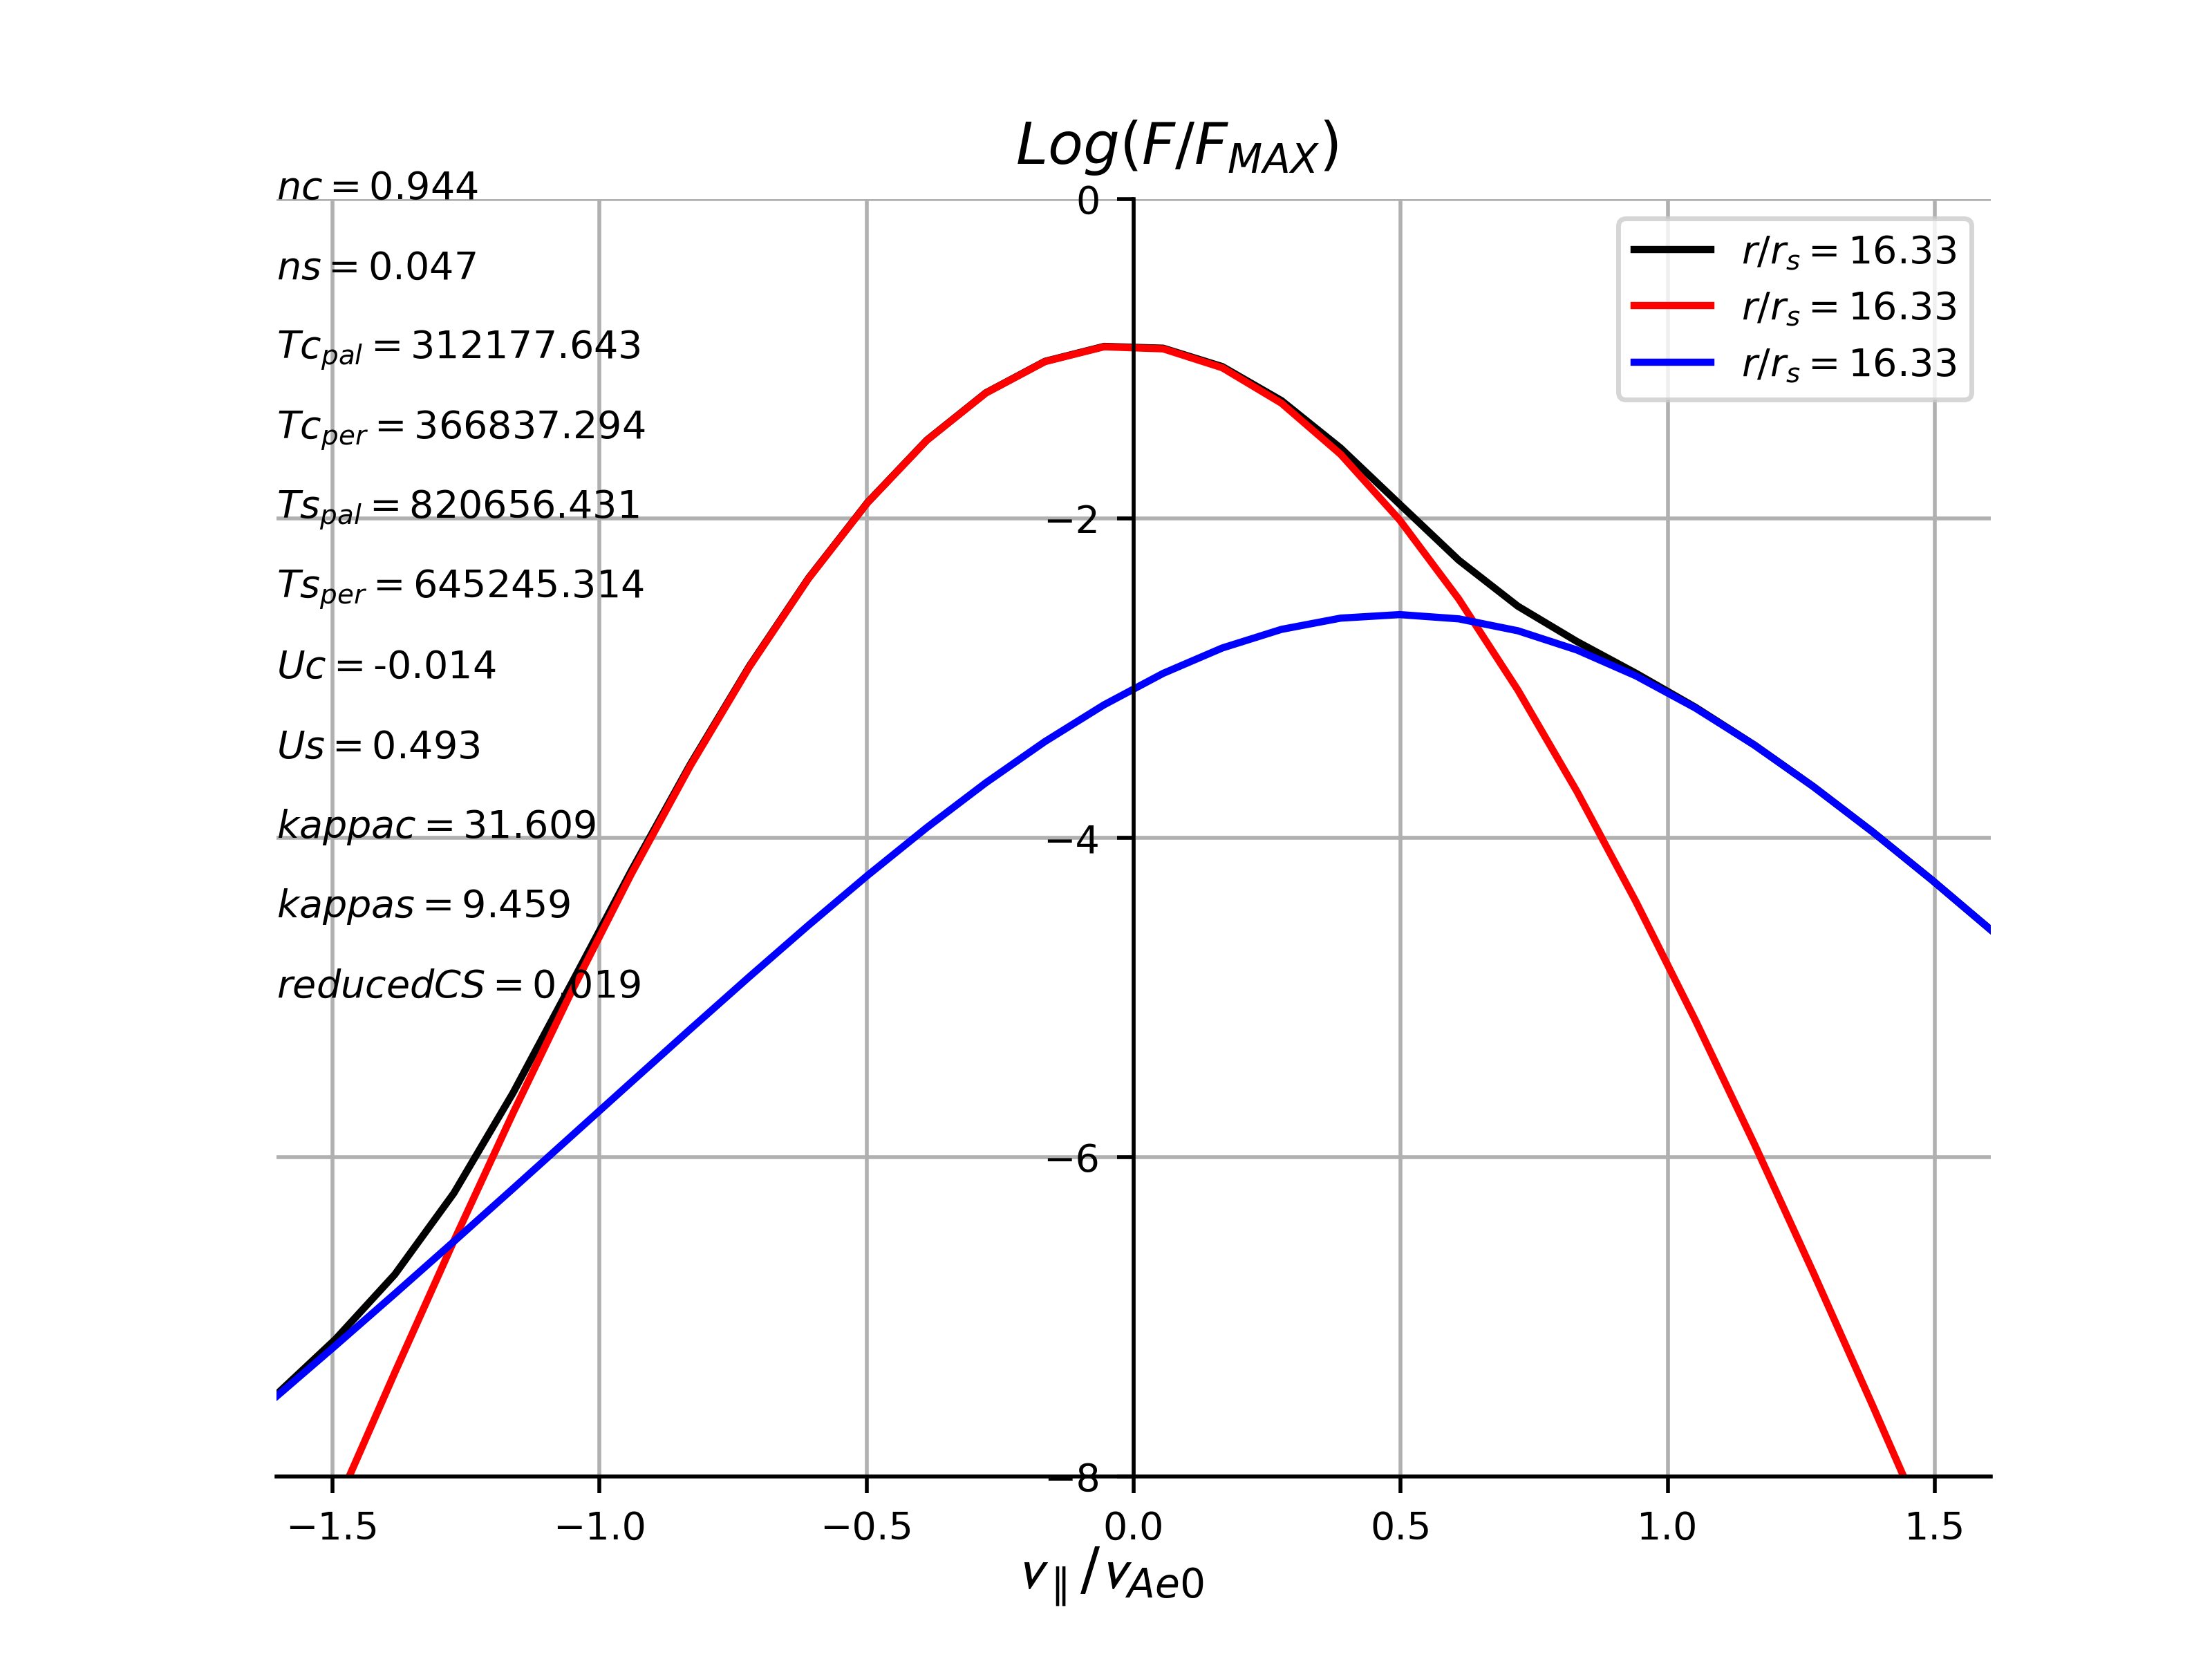 Log(F/F_MAX)
nc = 0.944
ns = 0.047
Tc_pal = 312177.643
Tc_per = 366837.294
Ts_pal = 820656.431
Ts_per = 645245.314
Uc = -0.014
Us = 0.493
kappac = 31.609
kappas = 9.459
reducedCS = 0.019
0
−2
−4
−6
−8
r/r_s = 16.33
r/r_s = 16.33
r/r_s = 16.33
−1.5 −1.0 −0.5 0.0 0.5 1.0 1.5
v_∥/v_Ae0